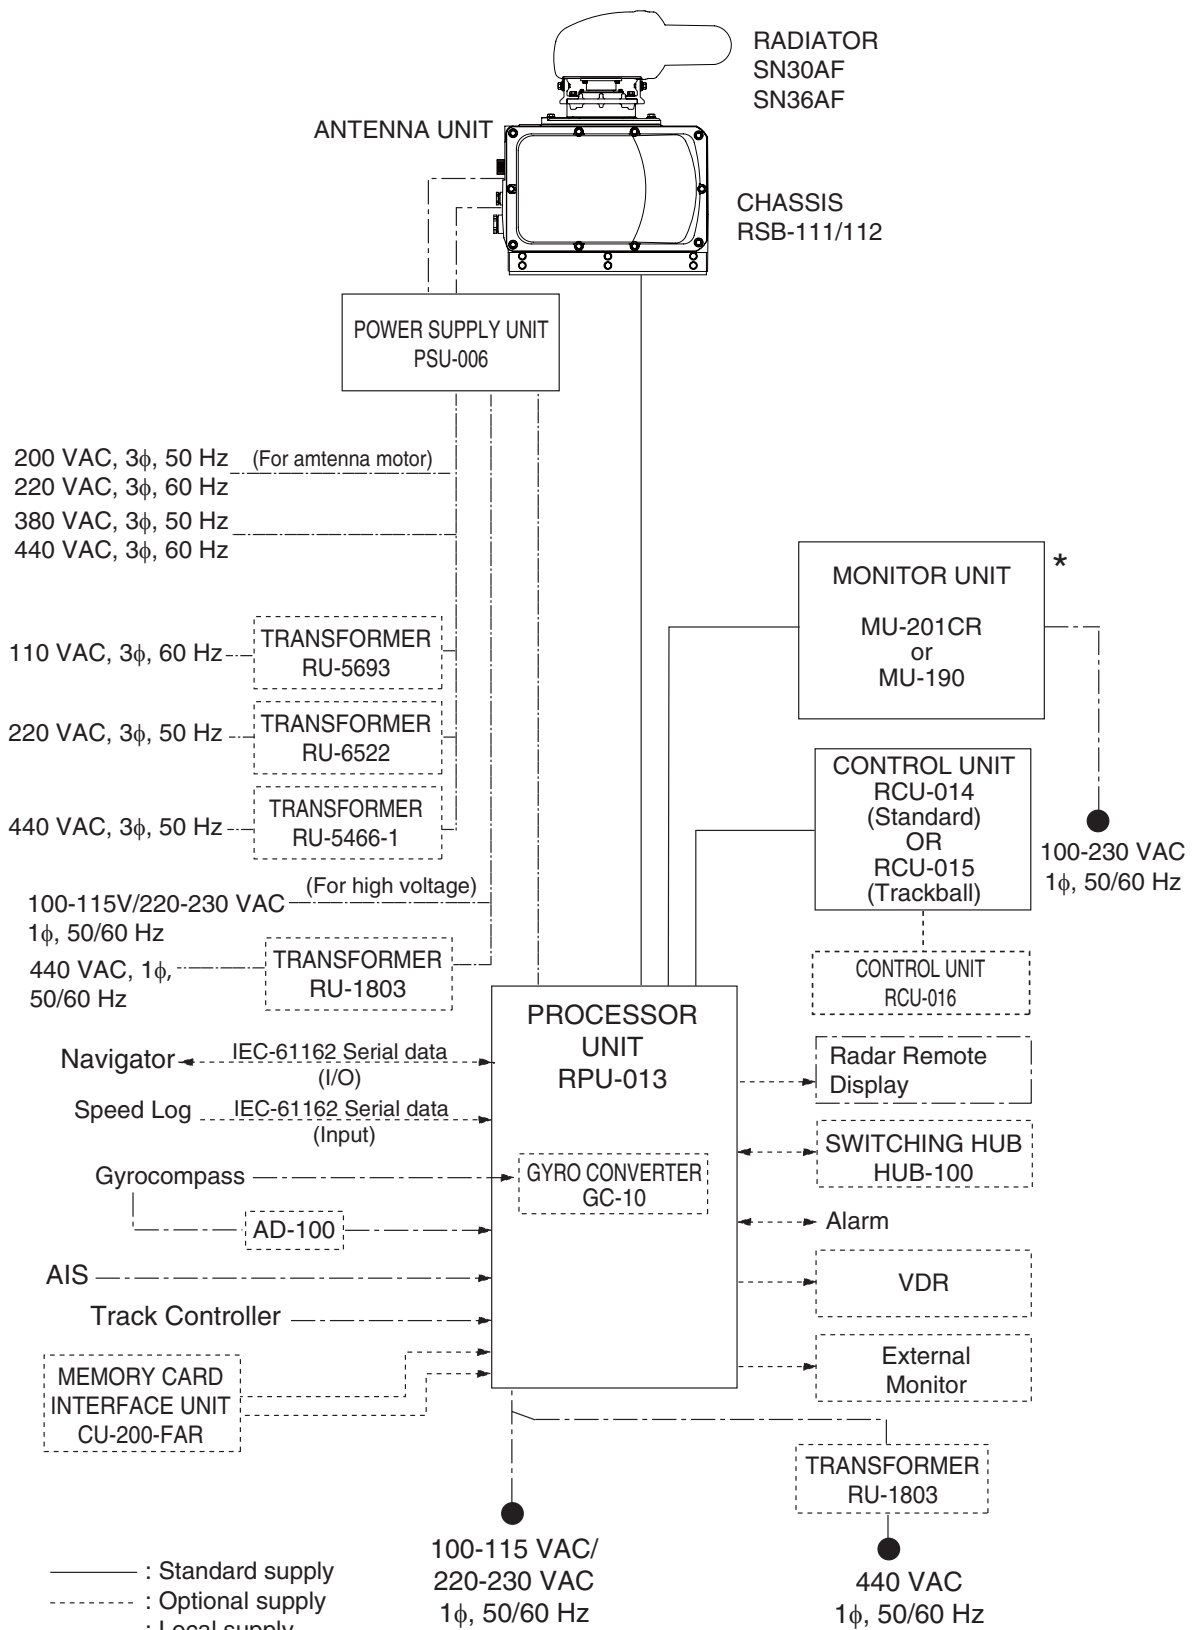 RADIATOR
SN30AF
SN36AF
ANTENNA UNIT
CHASSIS
RSB-111/112
POWER SUPPLY UNIT
PSU-006
200 VAC, 3ϕ, 50 Hz (For amtenna motor)
220 VAC, 3ϕ, 60 Hz
380 VAC, 3ϕ, 50 Hz
440 VAC, 3ϕ, 60 Hz
MONITOR UNIT *
MU-201CR
or
MU-190
110 VAC, 3ϕ, 60 Hz
TRANSFORMER
RU-5693
220 VAC, 3ϕ, 50 Hz
TRANSFORMER
RU-6522
440 VAC, 3ϕ, 50 Hz
TRANSFORMER
RU-5466-1
CONTROL UNIT
RCU-014
(Standard)
OR
RCU-015
(Trackball)
100-230 VAC
1ϕ, 50/60 Hz
(For high voltage)
100-115V/220-230 VAC
1ϕ, 50/60 Hz
440 VAC, 1ϕ,
50/60 Hz
TRANSFORMER
RU-1803
CONTROL UNIT
RCU-016
PROCESSOR
UNIT
RPU-013
Navigator
IEC-61162 Serial data
(I/O)
Speed Log
IEC-61162 Serial data
(Input)
Gyrocompass
GYRO CONVERTER
GC-10
AD-100
AIS
Track Controller
MEMORY CARD
INTERFACE UNIT
CU-200-FAR
Radar Remote
Display
SWITCHING HUB
HUB-100
Alarm
VDR
External
Monitor
TRANSFORMER
RU-1803
100-115 VAC/
220-230 VAC
1ϕ, 50/60 Hz
440 VAC
1ϕ, 50/60 Hz
: Standard supply
: Optional supply
: Local supply